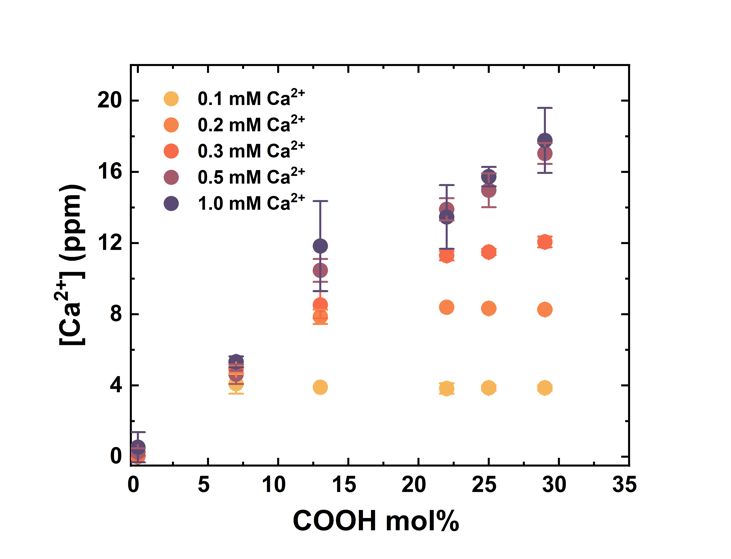 20
16
12
8
4
0
[Ca²⁺] (ppm)
0.1 mM Ca²⁺
0.2 mM Ca²⁺
0.3 mM Ca²⁺
0.5 mM Ca²⁺
1.0 mM Ca²⁺
0 5 10 15 20 25 30 35
COOH mol%